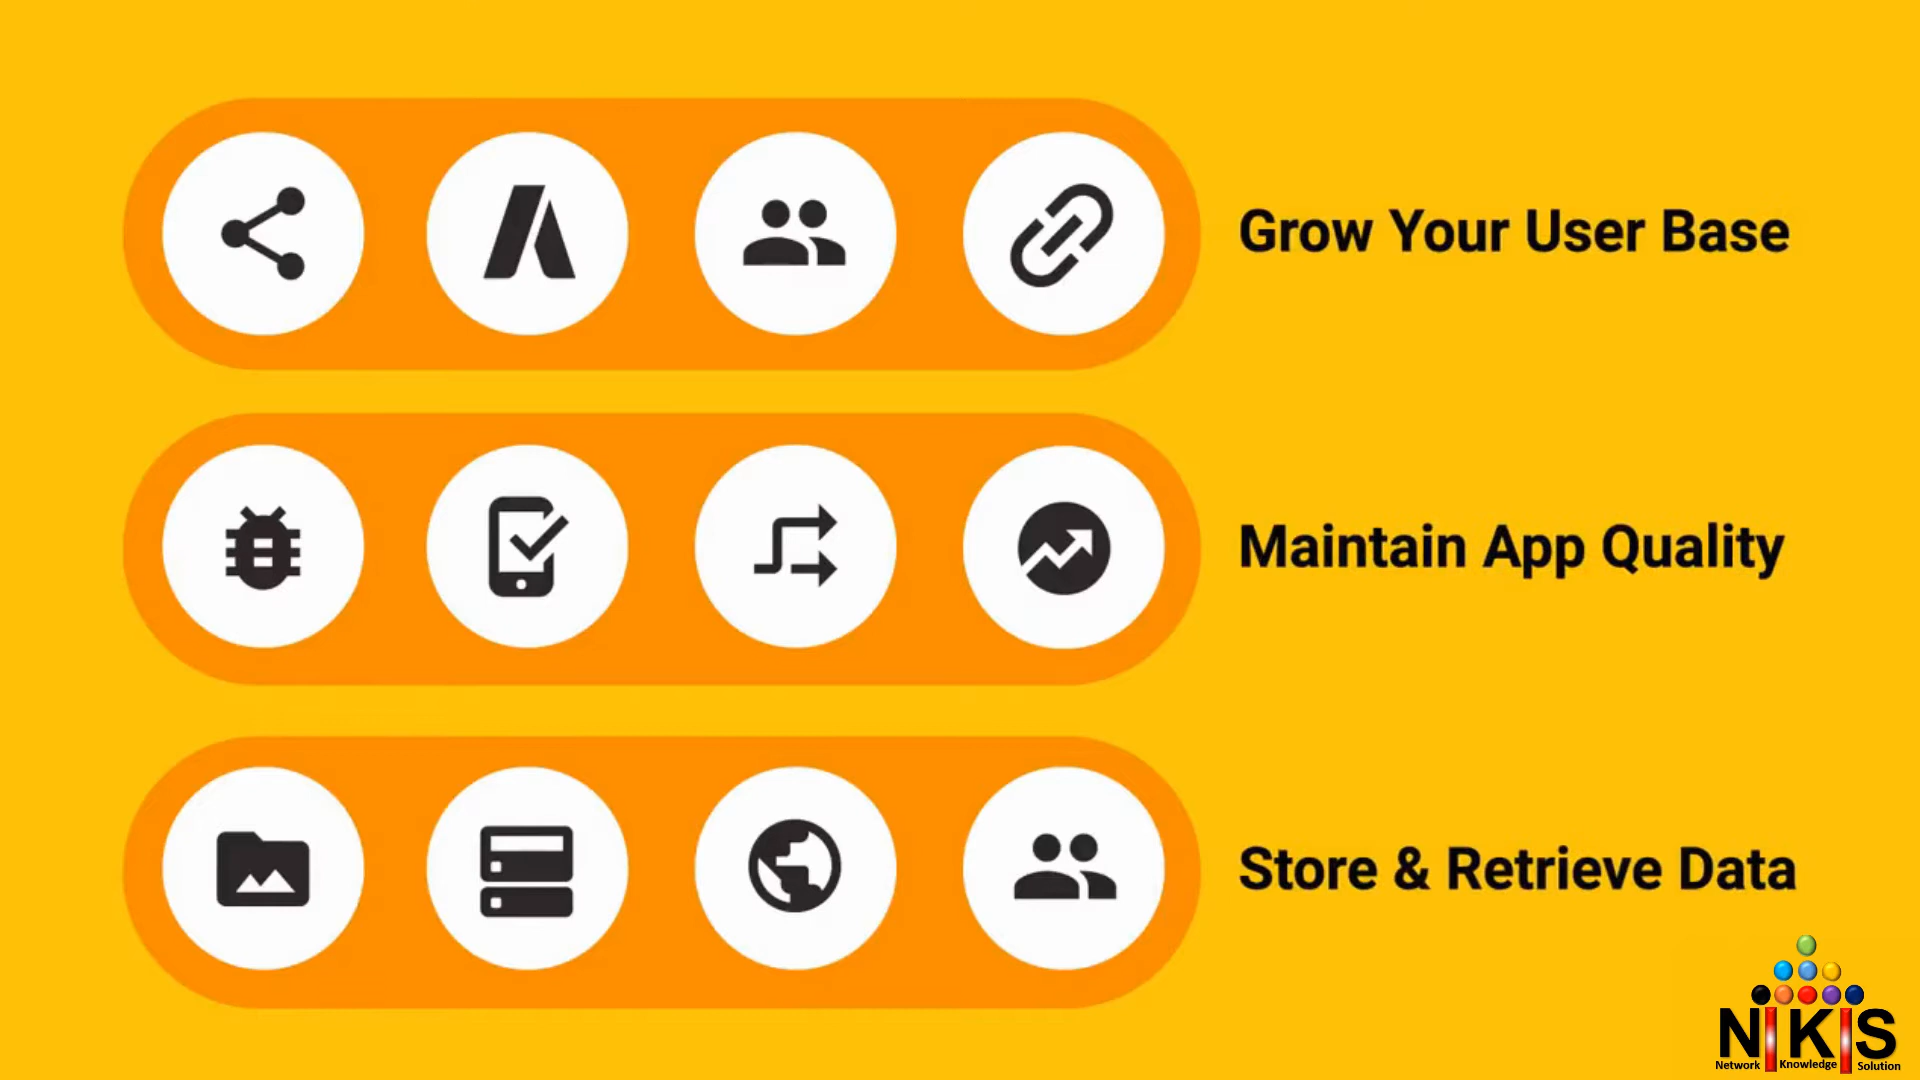 Grow Your User Base
Maintain App Quality
Store & Retrieve Data
NIKIS
Network Knowledge Solution